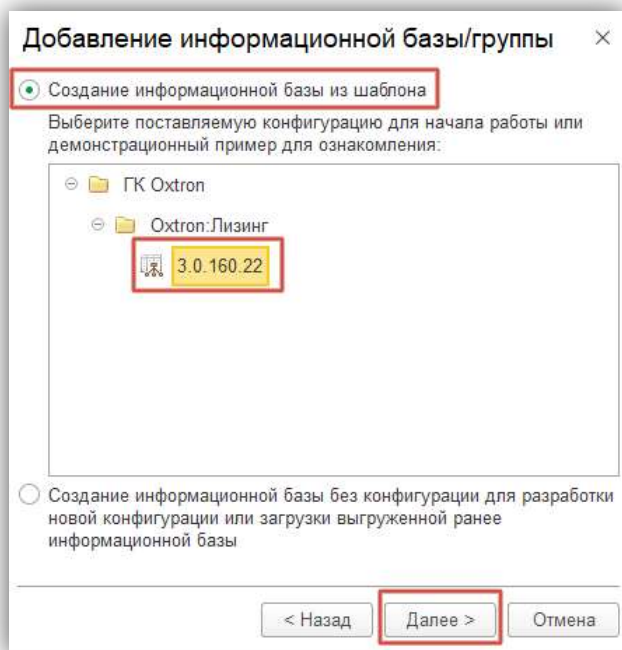 Добавление информационной базы/группы
Создание информационной базы из шаблона
Выберите поставляемую конфигурацию для начала работы или
демонстрационный пример для ознакомления:
ГК Oxtron
Oxtron:Лизинг
3.0.160.22
Создание информационной базы без конфигурации для разработки
новой конфигурации или загрузки выгруженной ранее
информационной базы
< Назад Далее > Отмена